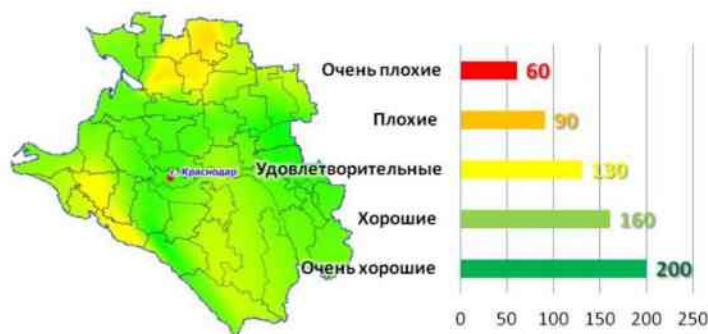 Очень плохие
60
Плохие
90
г. Краснодар
Удовлетворительные
130
Хорошие
160
Очень хорошие
200
0 50 100 150 200 250